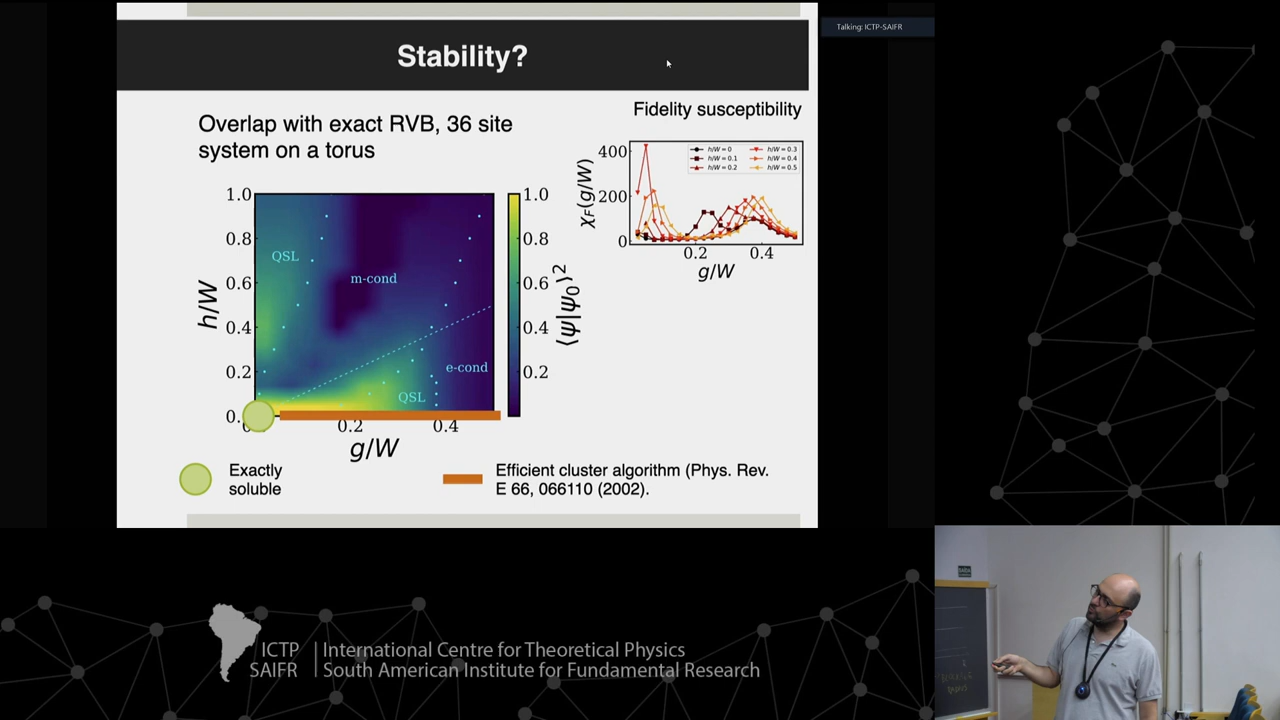 Talking: ICTP-SAIFR
Stability?
Overlap with exact RVB, 36 site
system on a torus
Fidelity susceptibility
h/W = 0
h/W = 0.1
h/W = 0.2
h/W = 0.3
h/W = 0.4
h/W = 0.5
400
200
0
χF(g/W)
0.2 0.4
g/W
1.0
0.8
0.6
0.4
0.2
0.
h/W
QSL
m-cond
e-cond
QSL
0.2 0.4
g/W
1.0
0.8
0.6
0.4
0.2
⟨ψ|ψ0⟩²
Exactly
soluble
Efficient cluster algorithm (Phys. Rev.
E 66, 066110 (2002).
ICTP
SAIFR
International Centre for Theoretical Physics
South American Institute for Fundamental Research